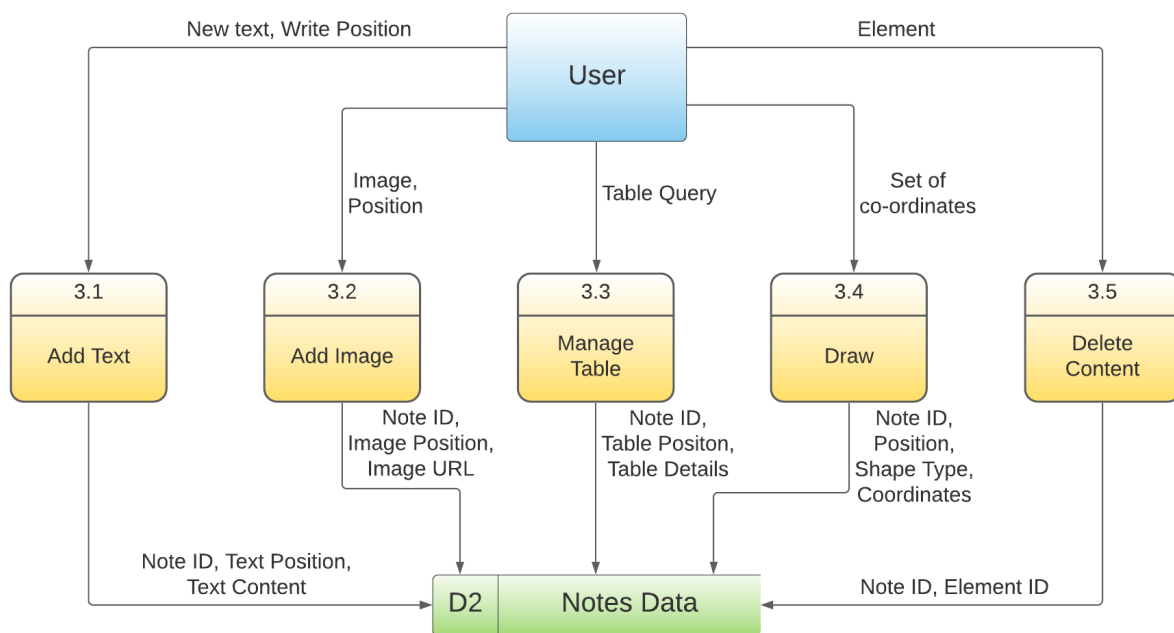 New text, Write Position
User
Element
Image,
Position
Table Query
Set of
co-ordinates
3.1
Add Text
3.2
Add Image
3.3
Manage
Table
3.4
Draw
3.5
Delete
Content
Note ID,
Image Position,
Image URL
Note ID,
Table Positon,
Table Details
Note ID,
Position,
Shape Type,
Coordinates
Note ID, Text Position,
Text Content
D2
Notes Data
Note ID, Element ID